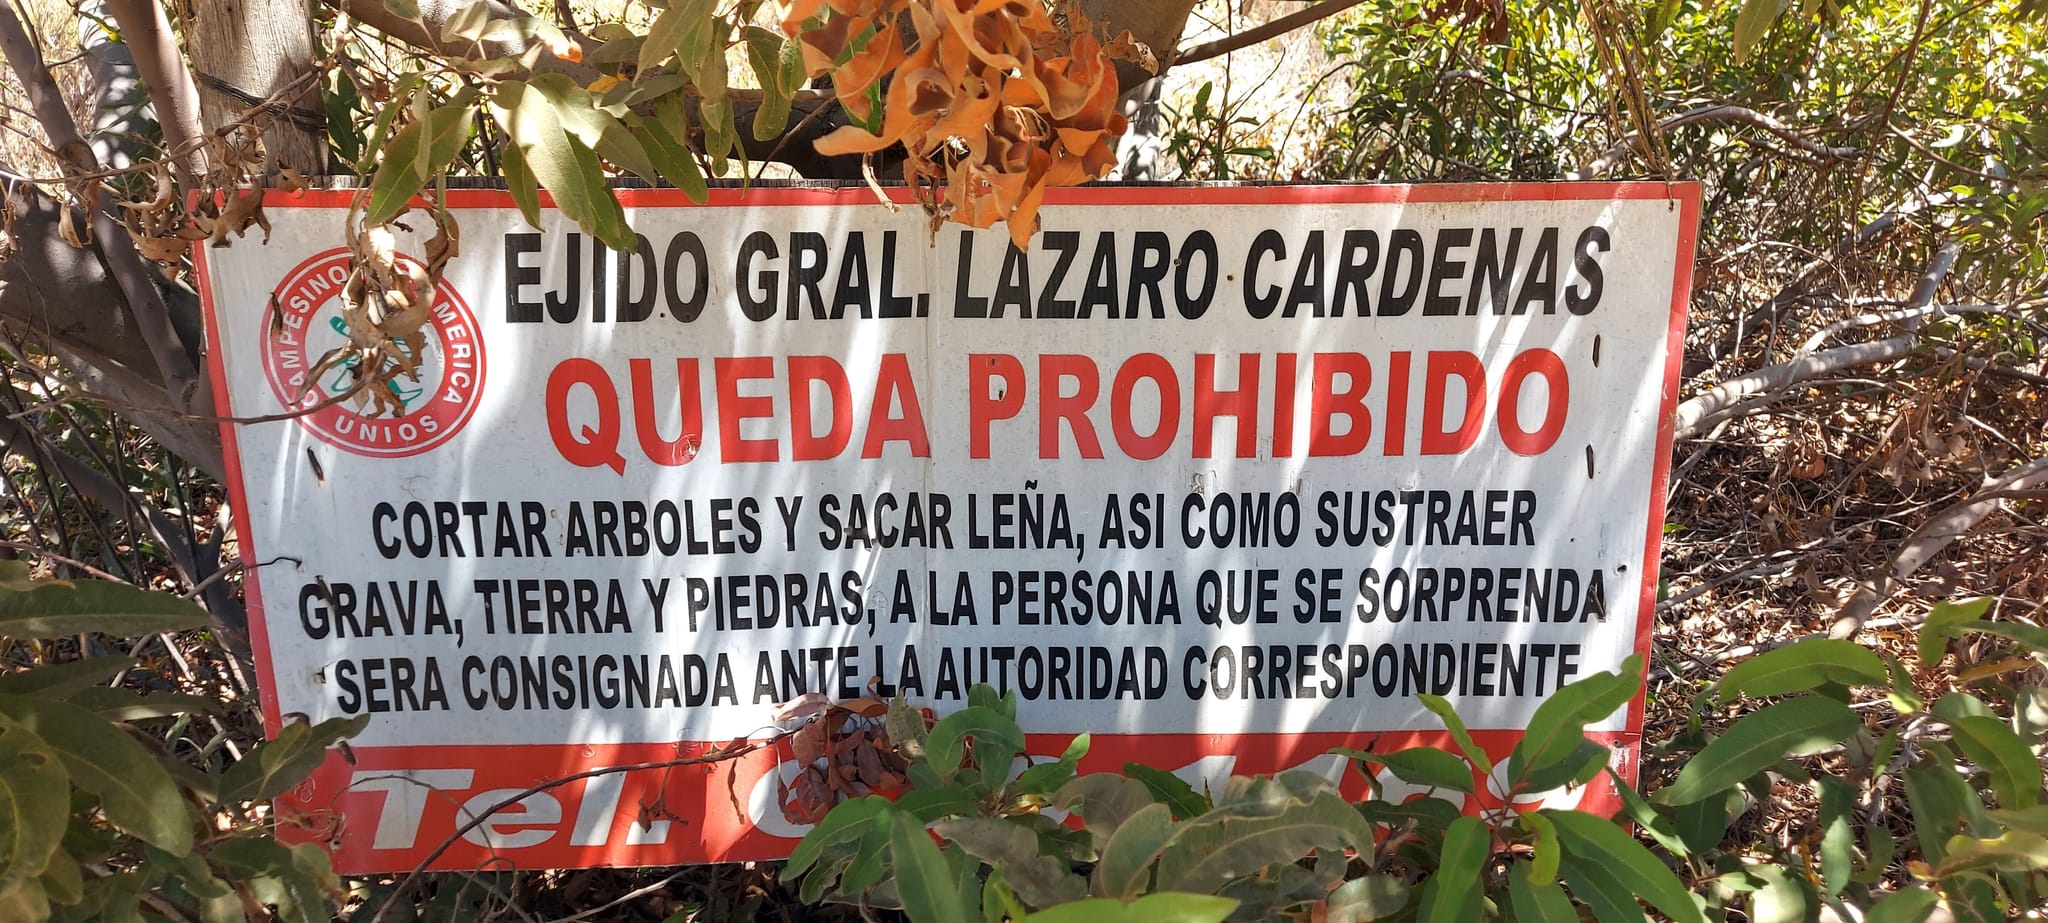 EJIDO GRAL. LAZARO CARDENAS
QUEDA PROHIBIDO
CORTAR ARBOLES Y SACAR LEÑA, ASI COMO SUSTRAER
GRAVA, TIERRA Y PIEDRAS, A LA PERSONA QUE SE SORPRENDA
SERA CONSIGNADA ANTE LA AUTORIDAD CORRESPONDIENTE
Tel.
UNIOS